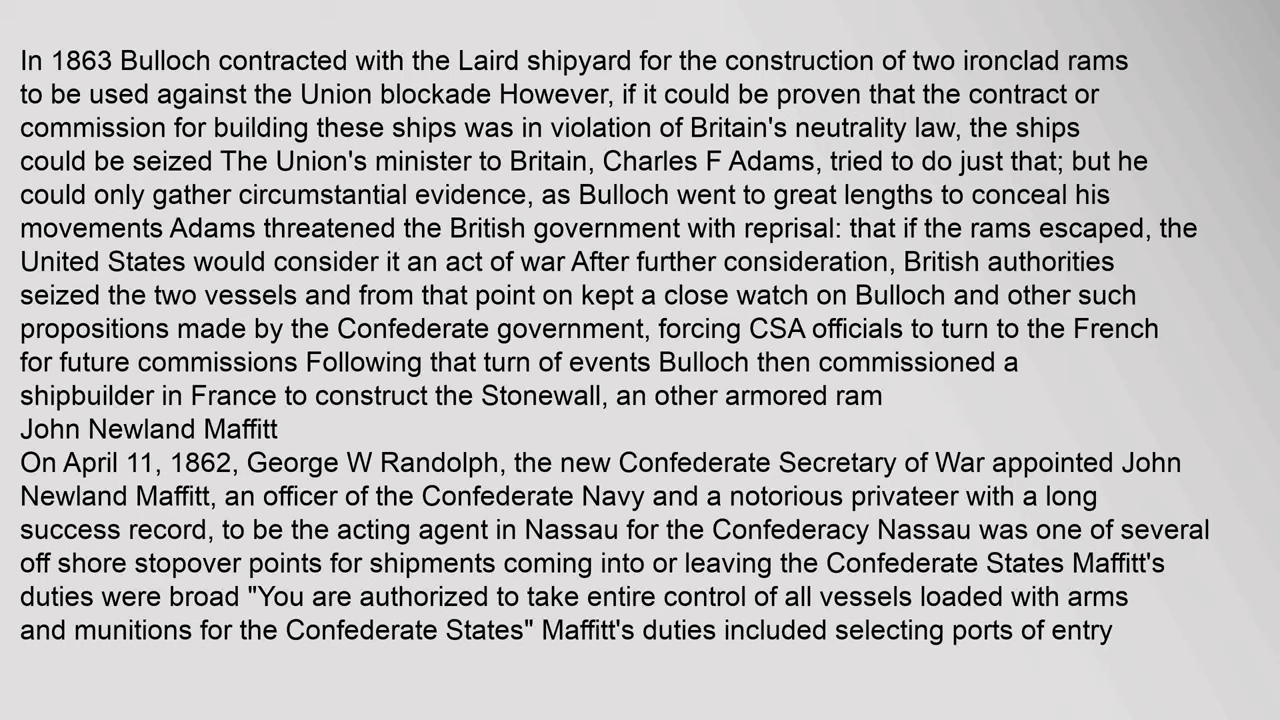 In 1863 Bulloch contracted with the Laird shipyard for the construction of two ironclad rams
to be used against the Union blockade However, if it could be proven that the contract or
commission for building these ships was in violation of Britain's neutrality law, the ships
could be seized The Union's minister to Britain, Charles F Adams, tried to do just that; but he
could only gather circumstantial evidence, as Bulloch went to great lengths to conceal his
movements Adams threatened the British government with reprisal: that if the rams escaped, the
United States would consider it an act of war After further consideration, British authorities
seized the two vessels and from that point on kept a close watch on Bulloch and other such
propositions made by the Confederate government, forcing CSA officials to turn to the French
for future commissions Following that turn of events Bulloch then commissioned a
shipbuilder in France to construct the Stonewall, an other armored ram
John Newland Maffitt
On April 11, 1862, George W Randolph, the new Confederate Secretary of War appointed John
Newland Maffitt, an officer of the Confederate Navy and a notorious privateer with a long
success record, to be the acting agent in Nassau for the Confederacy Nassau was one of several
off shore stopover points for shipments coming into or leaving the Confederate States Maffitt's
duties were broad "You are authorized to take entire control of all vessels loaded with arms
and munitions for the Confederate States" Maffitt's duties included selecting ports of entry